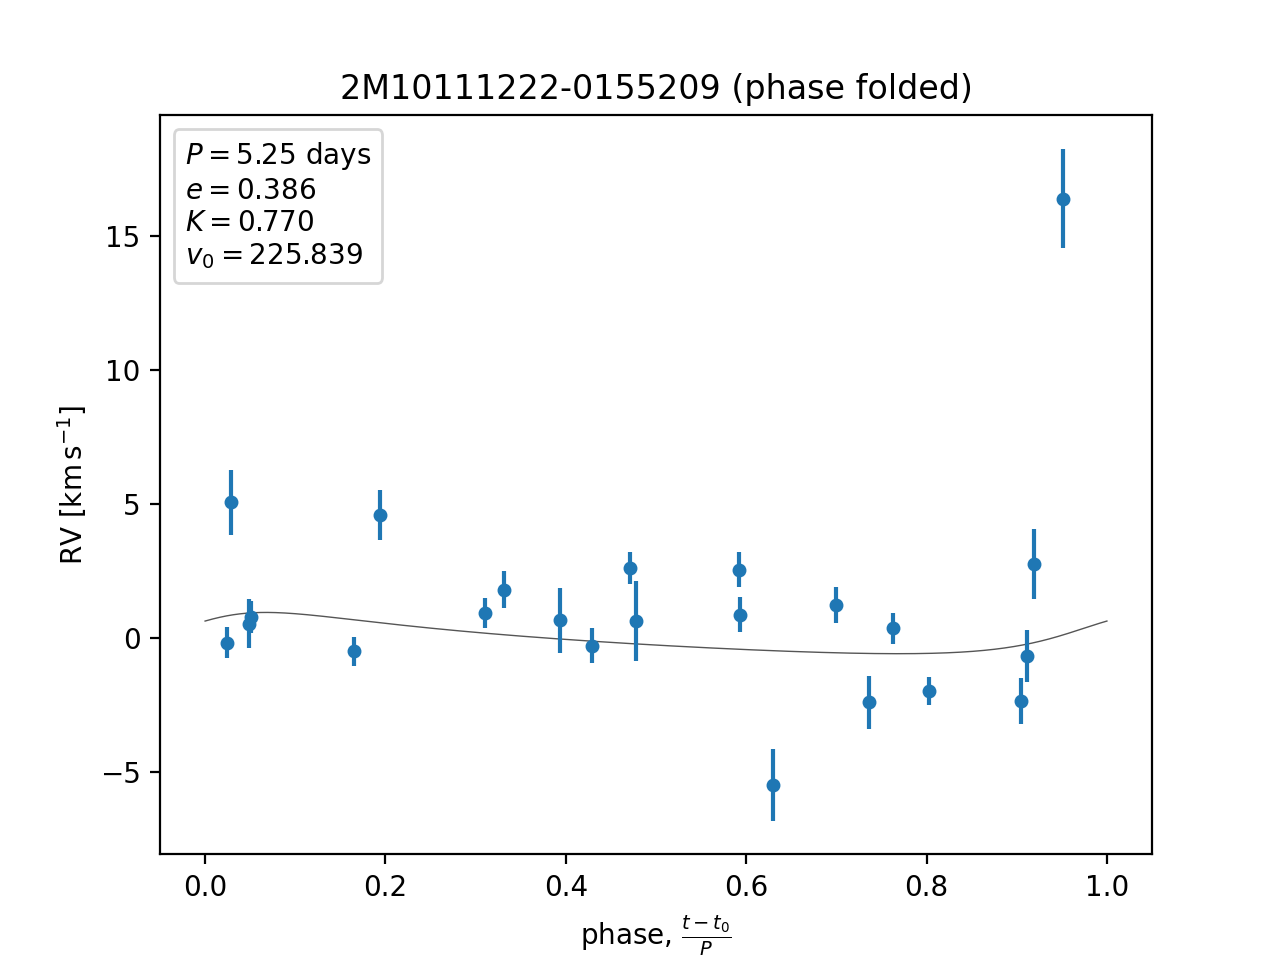 2M10111222-0155209 (phase folded)
P = 5.25 days
e = 0.386
K = 0.770
v₀ = 225.839
15
10
5
0
−5
RV [km s⁻¹]
0.0 0.2 0.4 0.6 0.8 1.0
phase, (t − t₀)/P